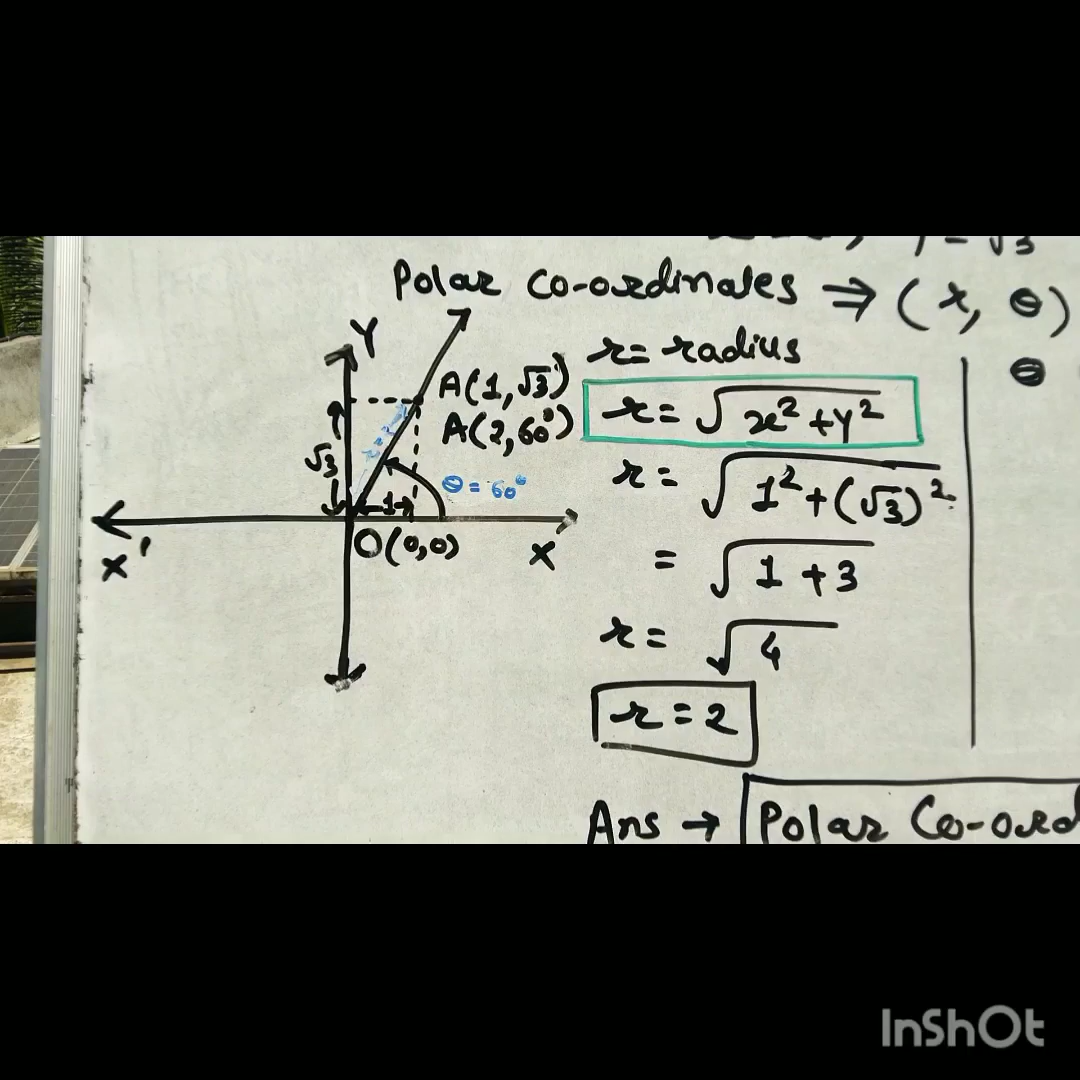 y = √3
Polar Co-ordinates ⇒ (r, θ)
r = radius
θ
r = √x² + y²
r = √1² + (√3)²
= √1 + 3
r = √4
r = 2
Ans → Polar Co-ord
Y
A(1, √3)
A(2, 60°)
√3
θ = 60°
1
O(0,0)
X'
X
InShOt